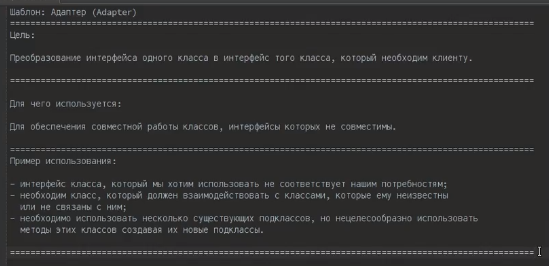 Шаблон: Адаптер (Adapter)
================================================================================
Цель:
Преобразование интерфейса одного класса в интерфейс того класса, который необходим клиенту.
================================================================================
Для чего используется:
Для обеспечения совместной работы классов, интерфейсы которых не совместимы.
================================================================================
Пример использования:
- интерфейс класса, который мы хотим использовать не соответствует нашим потребностям;
- необходим класс, который должен взаимодействовать с классами, которые ему неизвестны
или не связаны с ним;
- необходимо использовать несколько существующих подклассов, но нецелесообразно использовать
методы этих классов создавая их новые подклассы.
================================================================================